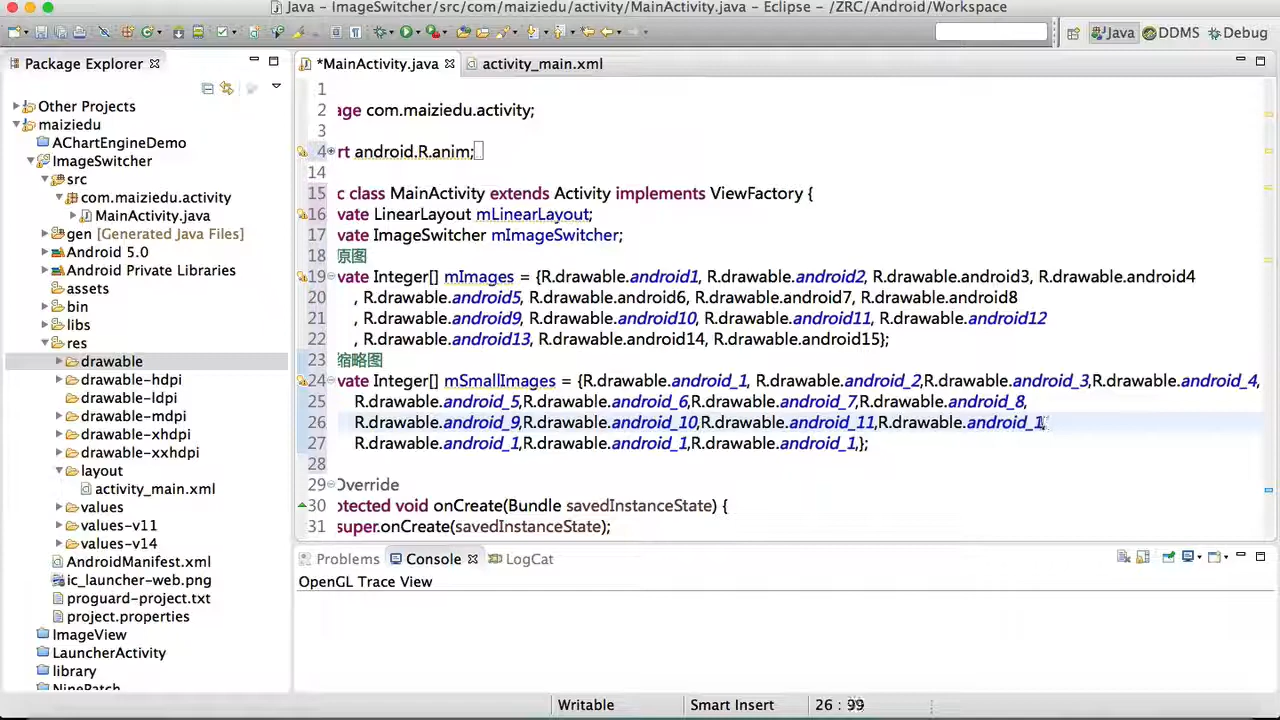 Java – ImageSwitcher/src/com/maiziedu/activity/MainActivity.java – Eclipse – /ZRC/Android/Workspace
Java DDMS Debug
Package Explorer
Other Projects
maiziedu
AChartEngineDemo
ImageSwitcher
src
com.maiziedu.activity
MainActivity.java
gen [Generated Java Files]
Android 5.0
Android Private Libraries
assets
bin
libs
res
drawable
drawable-hdpi
drawable-ldpi
drawable-mdpi
drawable-xhdpi
drawable-xxhdpi
layout
activity_main.xml
values
values-v11
values-v14
AndroidManifest.xml
ic_launcher-web.png
proguard-project.txt
project.properties
ImageView
LauncherActivity
library
*MainActivity.java activity_main.xml
1
2 age com.maiziedu.activity;
3
4 rt android.R.anim;
14
15 c class MainActivity extends Activity implements ViewFactory {
16 vate LinearLayout mLinearLayout;
17 vate ImageSwitcher mImageSwitcher;
18 原图
19 vate Integer[] mImages = {R.drawable.android1, R.drawable.android2, R.drawable.android3, R.drawable.android4
20 , R.drawable.android5, R.drawable.android6, R.drawable.android7, R.drawable.android8
21 , R.drawable.android9, R.drawable.android10, R.drawable.android11, R.drawable.android12
22 , R.drawable.android13, R.drawable.android14, R.drawable.android15};
23 缩略图
24 vate Integer[] mSmallImages = {R.drawable.android_1, R.drawable.android_2,R.drawable.android_3,R.drawable.android_4,
25 R.drawable.android_5,R.drawable.android_6,R.drawable.android_7,R.drawable.android_8,
26 R.drawable.android_9,R.drawable.android_10,R.drawable.android_11,R.drawable.android_1,
27 R.drawable.android_1,R.drawable.android_1,R.drawable.android_1,};
28
29 Override
30 otected void onCreate(Bundle savedInstanceState) {
31 super.onCreate(savedInstanceState);
Problems Console LogCat
OpenGL Trace View
Writable Smart Insert 26 : 99